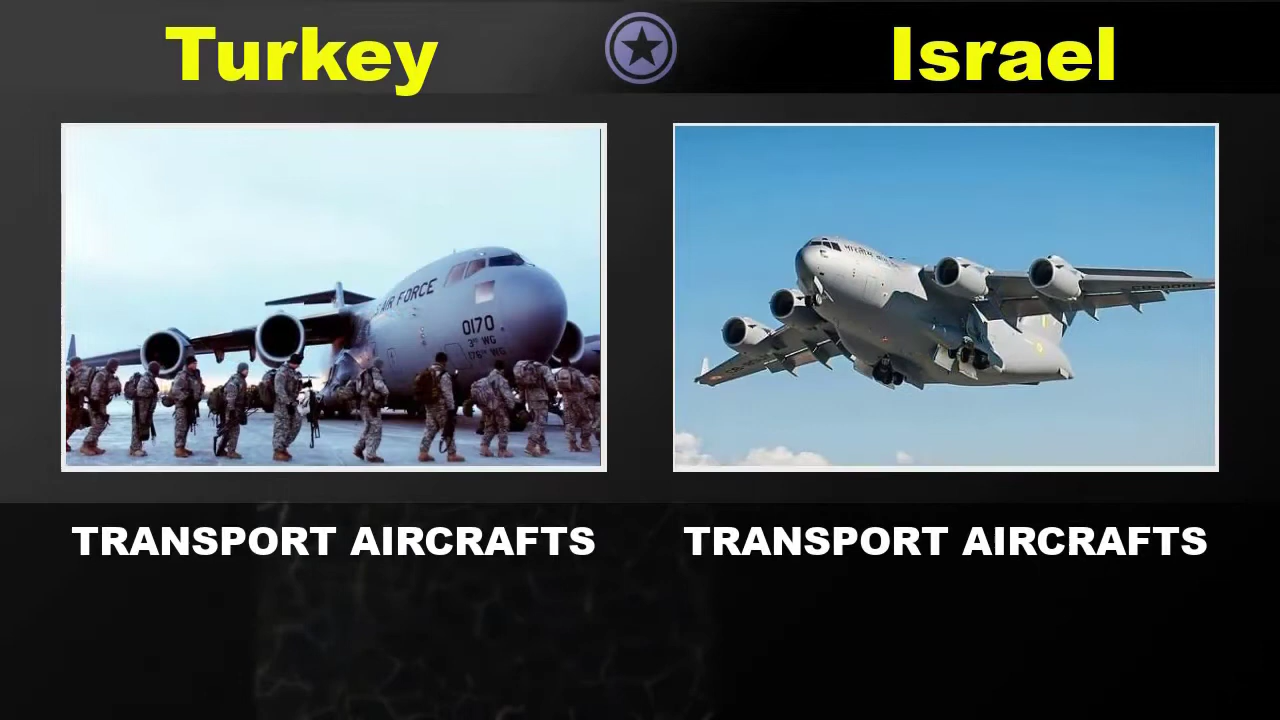 Turkey
Israel
AIR FORCE
0170
3RD WG
176TH WG
TRANSPORT AIRCRAFTS
TRANSPORT AIRCRAFTS